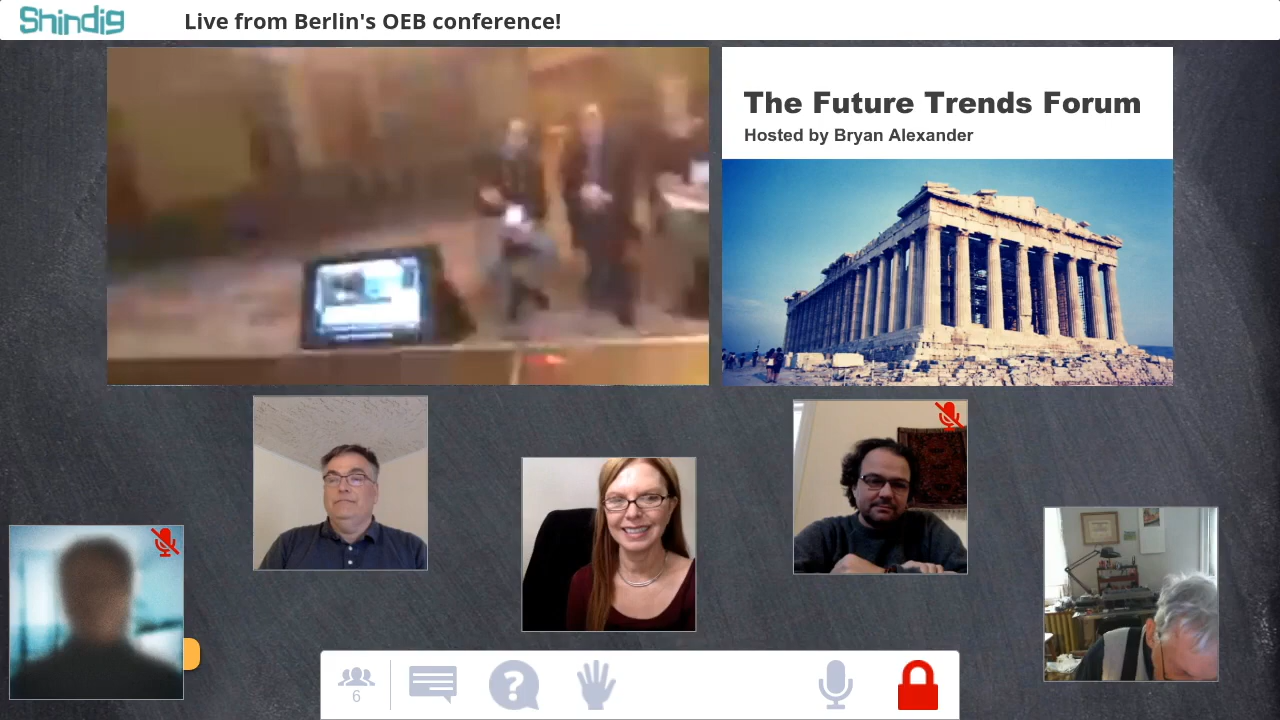 Shindig
Live from Berlin's OEB conference!
The Future Trends Forum
Hosted by Bryan Alexander
?
6